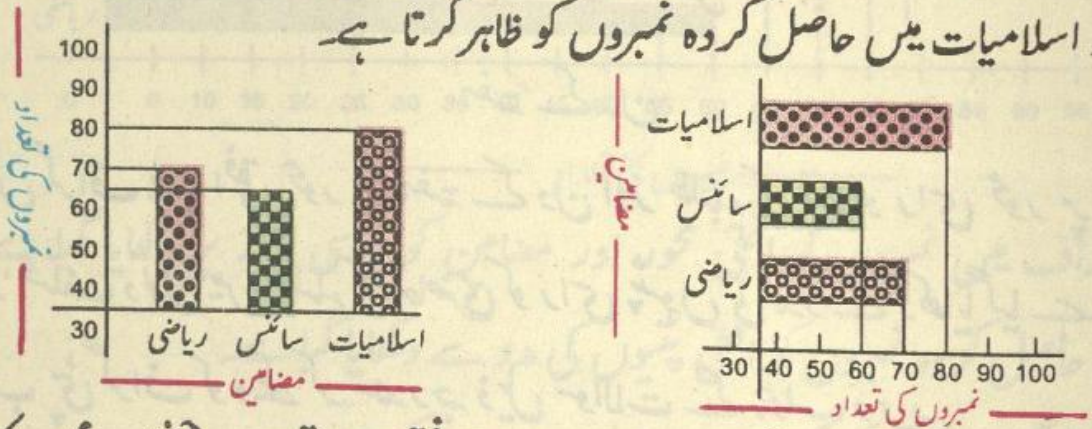 اسلامیات میں حاصل کردہ نمبروں کو ظاہر کرتا ہے۔
اسلامیات
سائنس
ریاضی
مضامین
30 40 50 60 70 80 90 100
نمبروں کی تعداد
100
90
80
70
60
50
40
30
نمبروں کی تعداد
ریاضی سائنس اسلامیات
مضامین